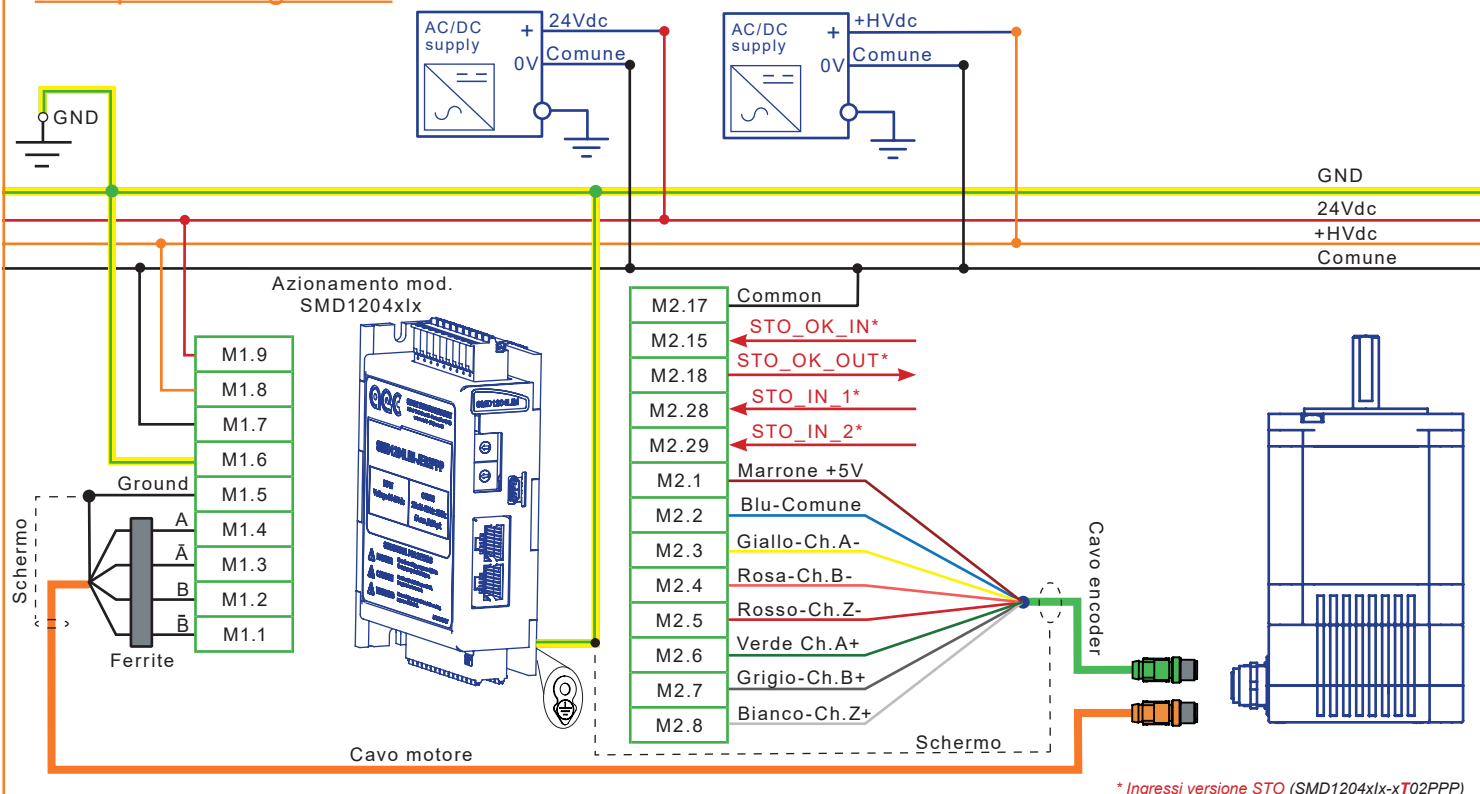 AC/DC
supply
+
24Vdc
0V
Comune
AC/DC
supply
+
+HVdc
0V
Comune
GND
GND
24Vdc
+HVdc
Comune
Azionamento mod.
SMD1204xIx
M1.9
M1.8
M1.7
M1.6
Ground
M1.5
A
M1.4
Ā
M1.3
B
M1.2
B̄
M1.1
Schermo
Ferrite
aec
M2.17
Common
M2.15
STO_OK_IN*
M2.18
STO_OK_OUT*
M2.28
STO_IN_1*
M2.29
STO_IN_2*
M2.1
Marrone +5V
M2.2
Blu-Comune
M2.3
Giallo-Ch.A-
M2.4
Rosa-Ch.B-
M2.5
Rosso-Ch.Z-
M2.6
Verde Ch.A+
M2.7
Grigio-Ch.B+
M2.8
Bianco-Ch.Z+
Cavo encoder
Schermo
Cavo motore
* Ingressi versione STO (SMD1204xIx-xT02PPP)